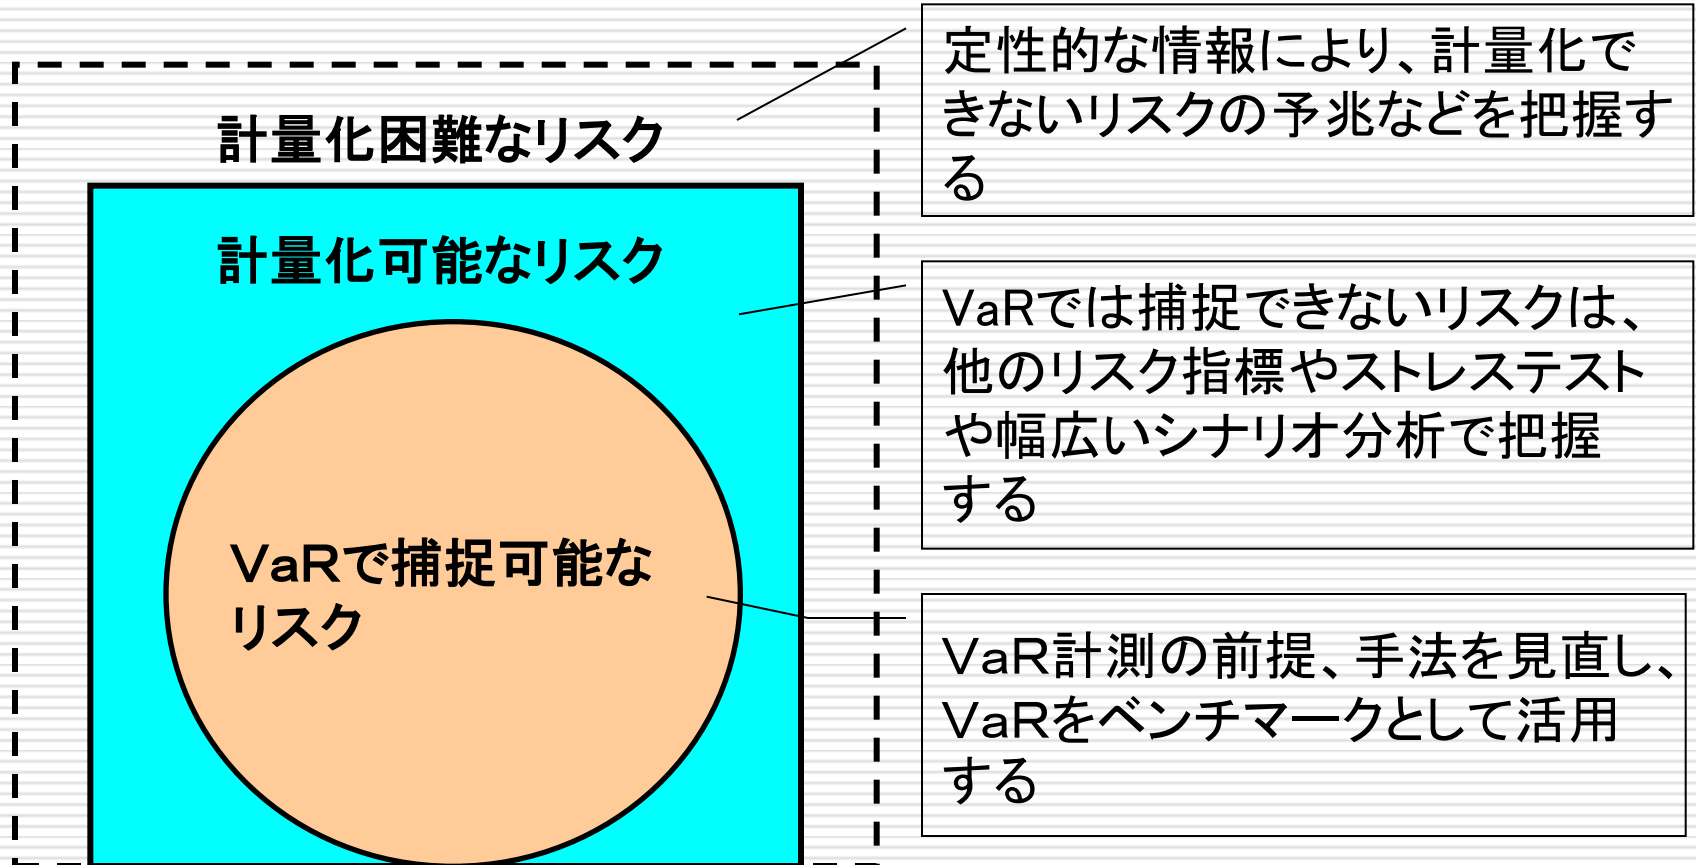 計量化困難なリスク
計量化可能なリスク
VaRで捕捉可能な
リスク
定性的な情報により、計量化で
きないリスクの予兆などを把握す
る
VaRでは捕捉できないリスクは、
他のリスク指標やストレステスト
や幅広いシナリオ分析で把握
する
VaR計測の前提、手法を見直し、
VaRをベンチマークとして活用
する